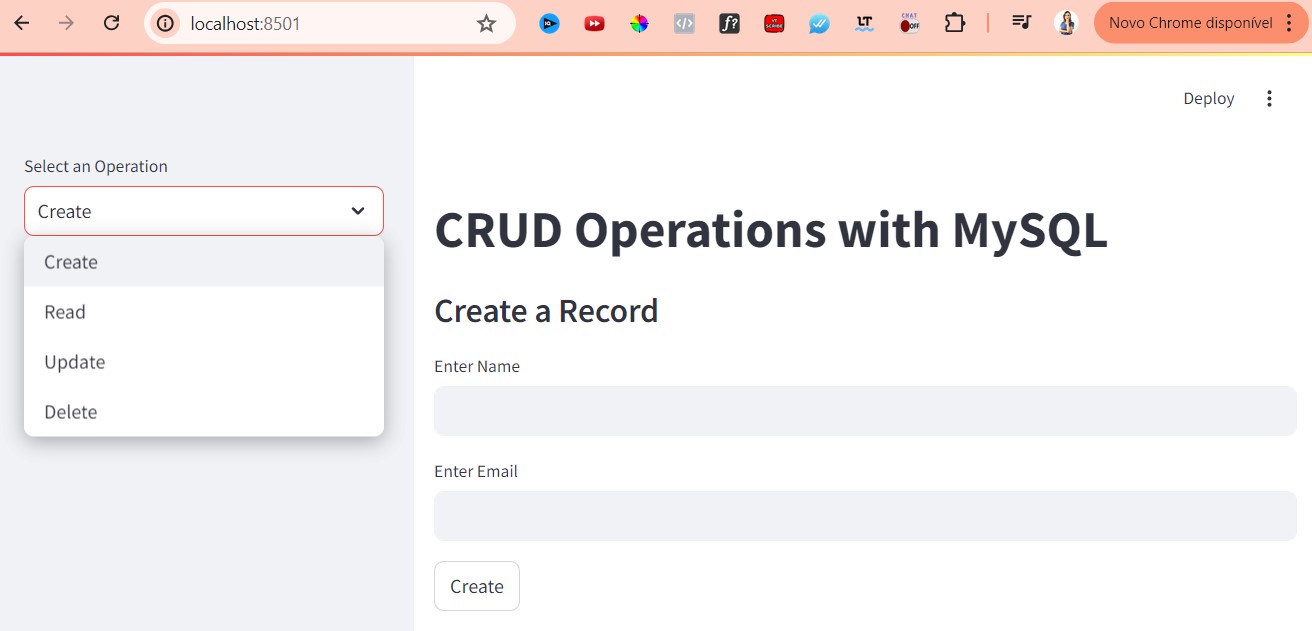 localhost:8501
Novo Chrome disponível
Deploy
Select an Operation
Create
Create
Read
Update
Delete
CRUD Operations with MySQL
Create a Record
Enter Name
Enter Email
Create